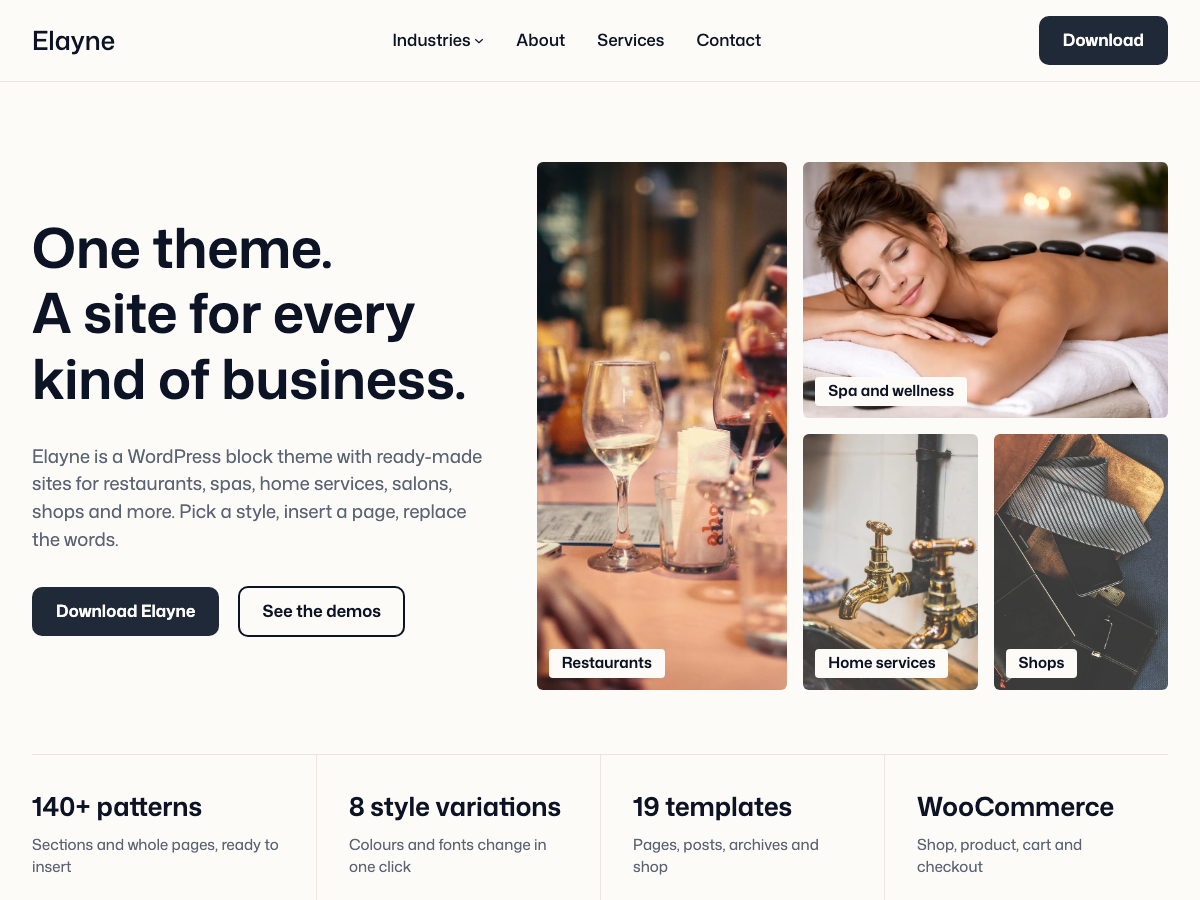 Elayne
Industries
About
Services
Contact
Download
One theme.
A site for every
kind of business.
Elayne is a WordPress block theme with ready-made
sites for restaurants, spas, home services, salons,
shops and more. Pick a style, insert a page, replace
the words.
Download Elayne
See the demos
Restaurants
Spa and wellness
Home services
Shops
140+ patterns
Sections and whole pages, ready to
insert
8 style variations
Colours and fonts change in
one click
19 templates
Pages, posts, archives and
shop
WooCommerce
Shop, product, cart and
checkout